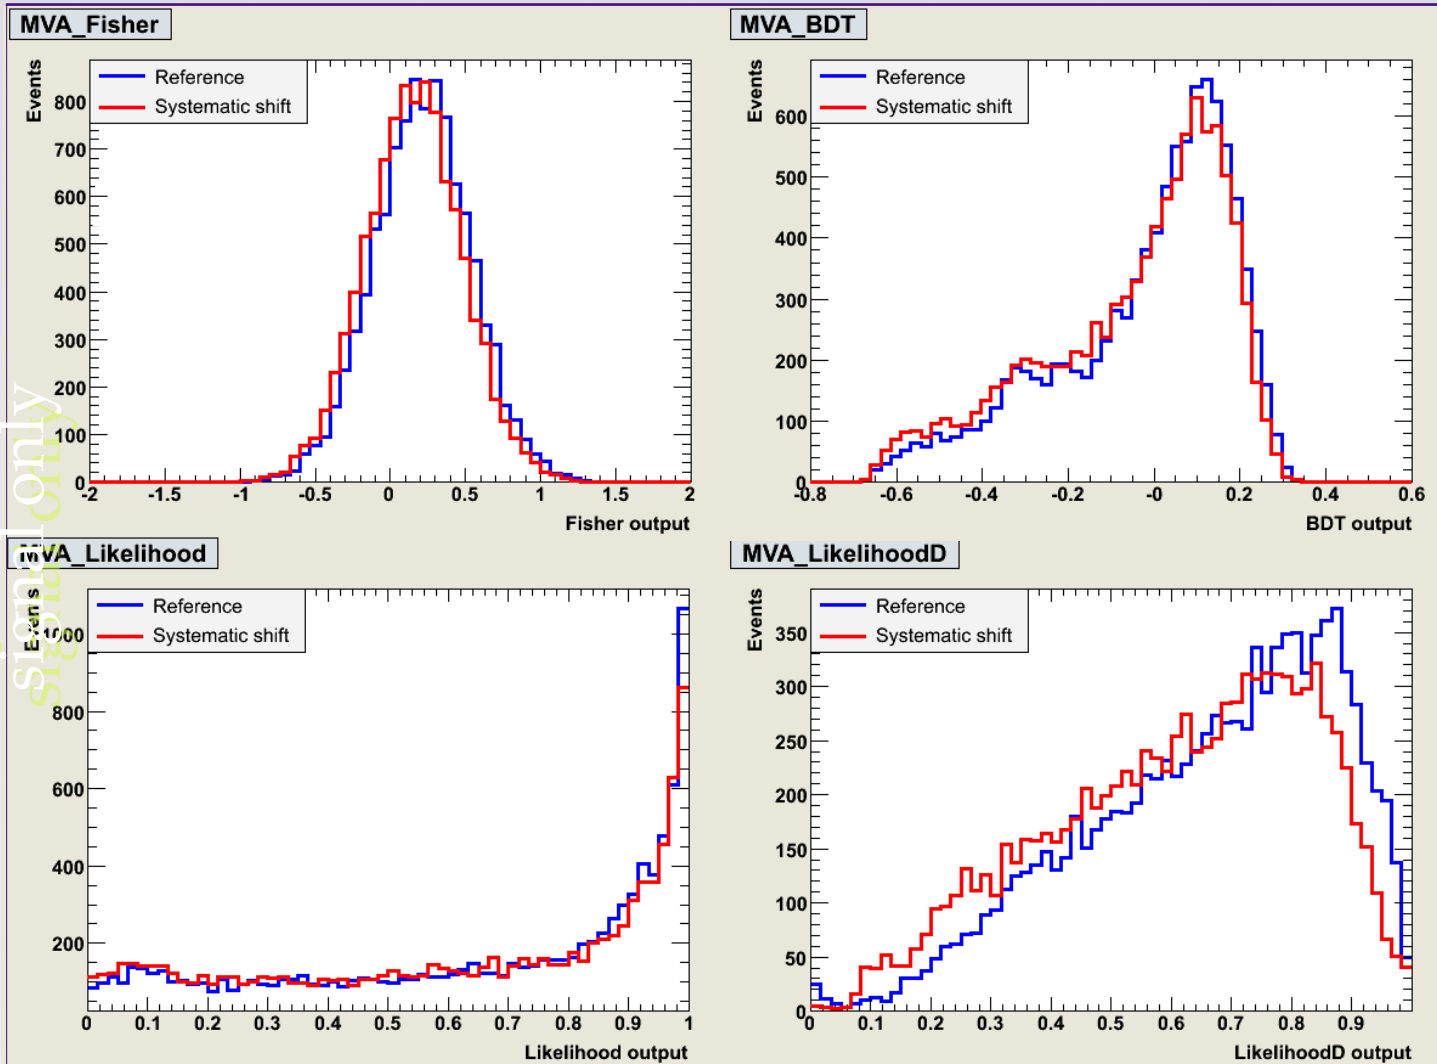 MVA_Fisher
Events
Reference
Systematic shift
800
700
600
500
400
300
200
100
0
-2 -1.5 -1 -0.5 0 0.5 1 1.5 2
Fisher output
MVA_BDT
Events
Reference
Systematic shift
600
500
400
300
200
100
0
-0.8 -0.6 -0.4 -0.2 -0 0.2 0.4 0.6
BDT output
signal only
MVA_Likelihood
Events
Reference
Systematic shift
1000
800
600
400
200
0 0.1 0.2 0.3 0.4 0.5 0.6 0.7 0.8 0.9 1
Likelihood output
MVA_LikelihoodD
Events
Reference
Systematic shift
350
300
250
200
150
100
50
0
0 0.1 0.2 0.3 0.4 0.5 0.6 0.7 0.8 0.9
LikelihoodD output